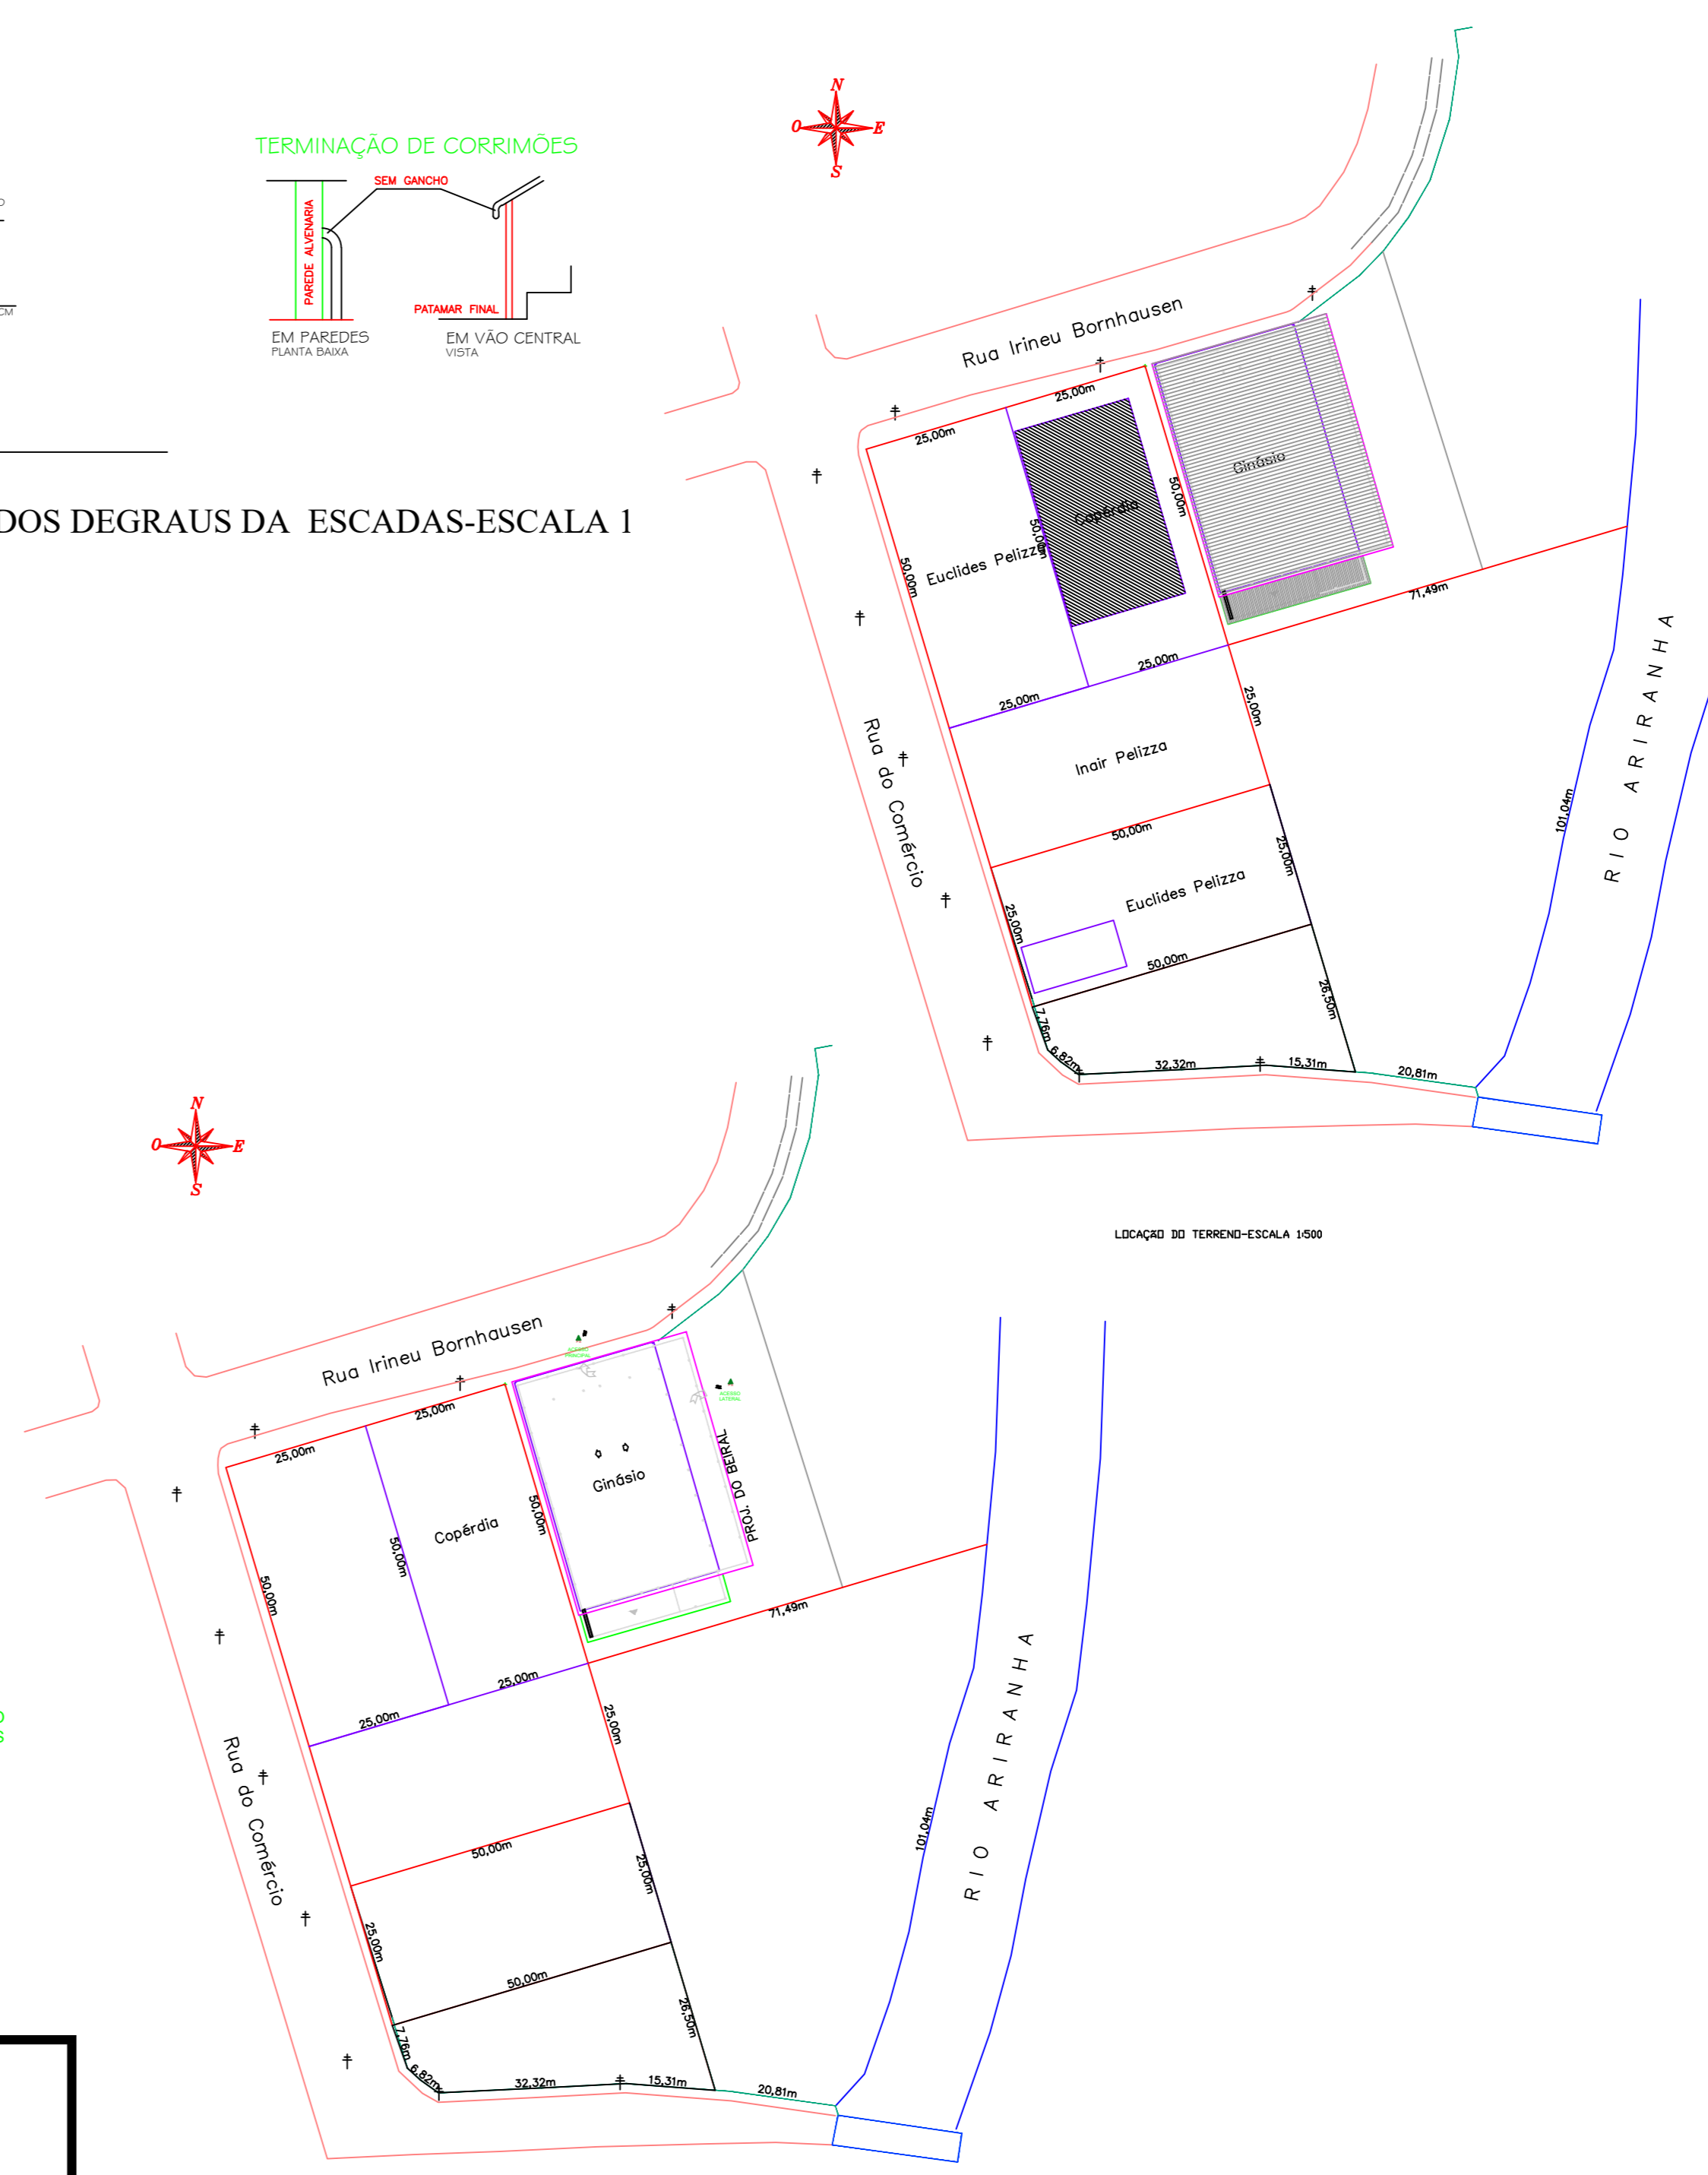 TERMINAÇÃO DE CORRIMÕES
SEM GANCHO
PAREDE ALVENARIA
PATAMAR FINAL
EM PAREDES
PLANTA BAIXA
EM VÃO CENTRAL
VISTA
CM
DOS DEGRAUS DA ESCADAS-ESCALA 1
N
O
E
S
Rua Irineu Bornhausen
25,00m
25,00m
Ginásio
Copérdia
50,00m
50,00m
50,00m
Euclides Pelizza
71,49m
25,00m
25,00m
25,00m
Rua do Comércio
Inair Pelizza
RIO ARIRANHA
101,04m
50,00m
25,00m
Euclides Pelizza
25,00m
50,00m
26,50m
7,76m
6,82m
32,32m
15,31m
20,81m
LOCAÇÃO DO TERRENO-ESCALA 1:500
N
O
E
S
Rua Irineu Bornhausen
ACESSO
PRINCIPAL
ACESSO
LATERAL
25,00m
25,00m
PROJ. DO BEIRAL
Ginásio
Copérdia
50,00m
50,00m
50,00m
71,49m
25,00m
25,00m
25,00m
Rua do Comércio
RIO ARIRANHA
101,04m
50,00m
25,00m
25,00m
50,00m
26,50m
7,76m
6,82m
32,32m
15,31m
20,81m